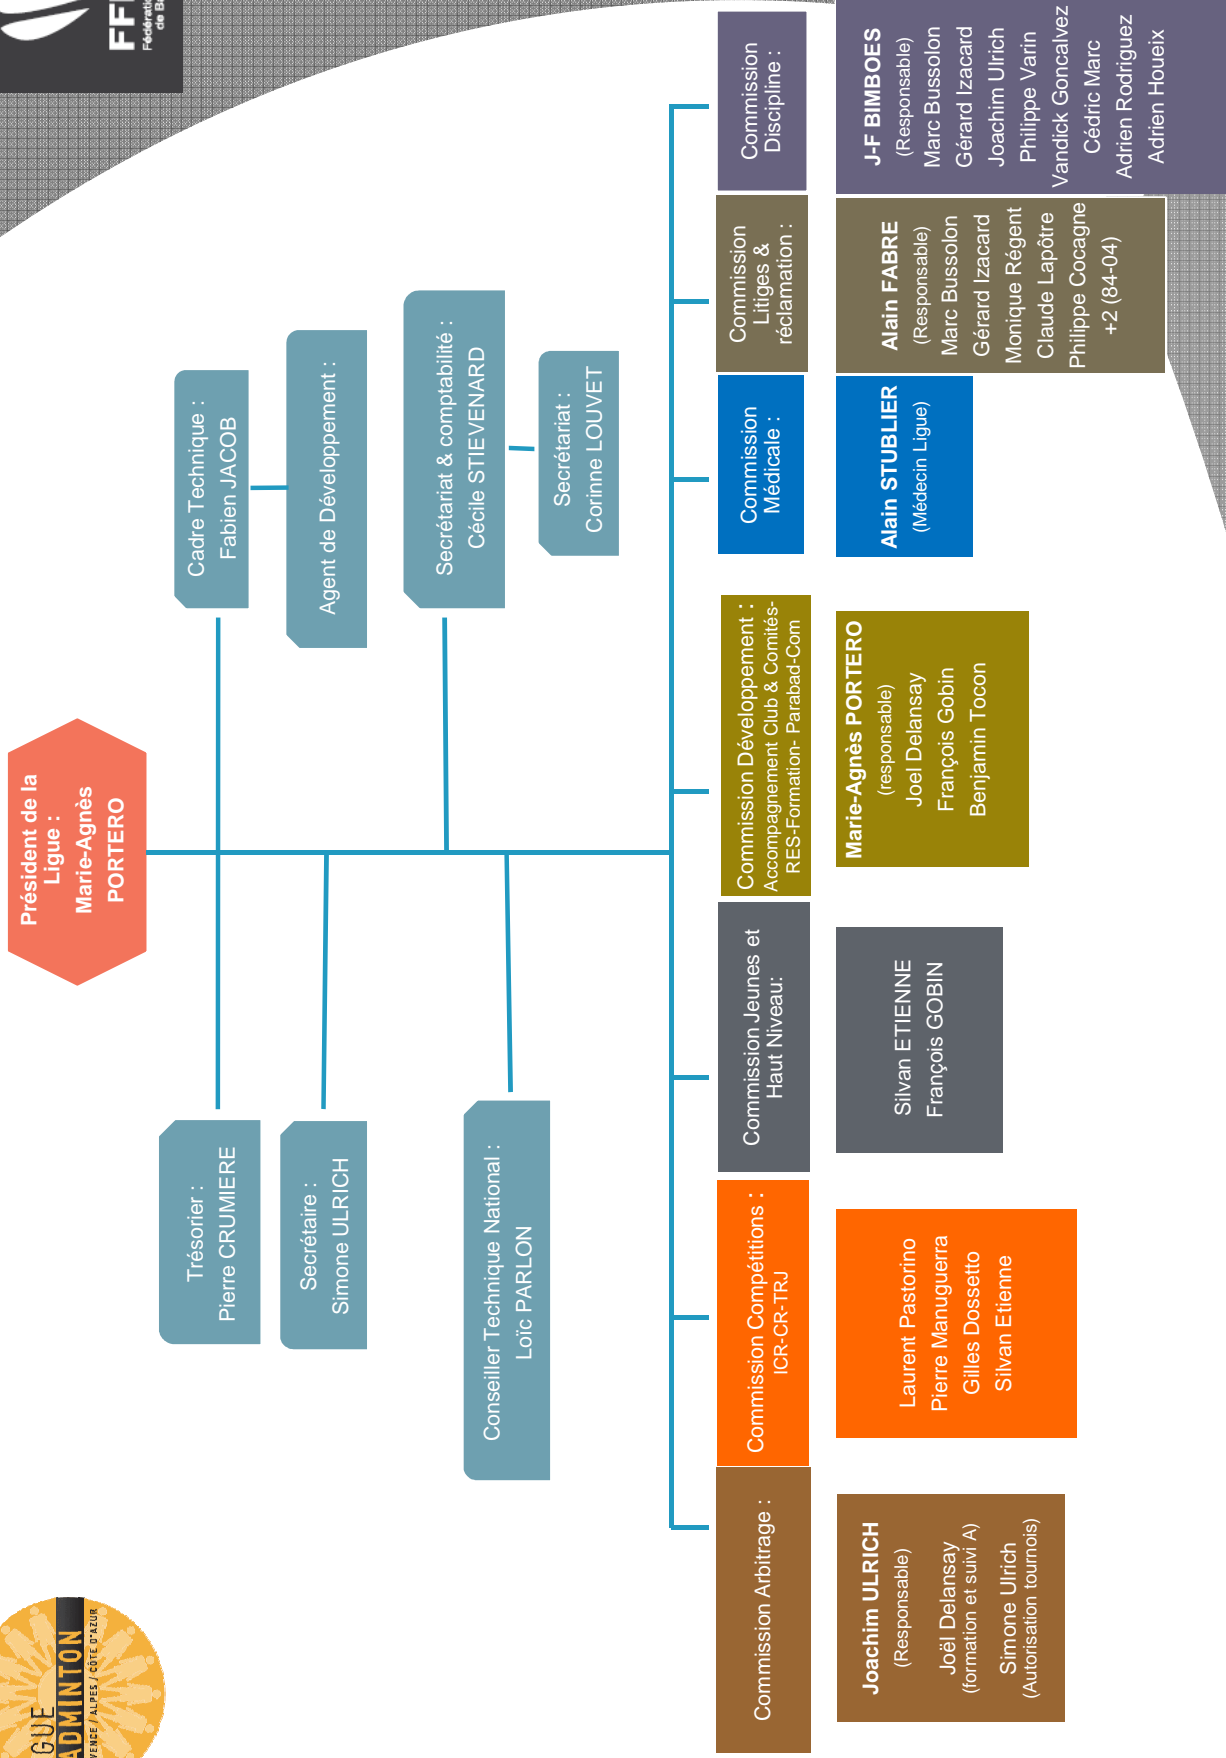 GUE
ADMINTON
VENCE / ALPES / CÔTE D'AZUR
Président de la
Ligue :
Marie-Agnès
PORTERO
Trésorier :
Pierre CRUMIERE
Cadre Technique :
Fabien JACOB
Secrétaire :
Simone ULRICH
Agent de Développement :
Secrétariat & comptabilité :
Cécile STIEVENARD
Conseiller Technique National :
Loïc PARLON
Secrétariat :
Corinne LOUVET
Commission Arbitrage :
Joachim ULRICH
(Responsable)
Joël Delansay
(formation et suivi A)
Simone Ulrich
(Autorisation tournois)
Commission Compétitions :
ICR-CR-TRJ
Laurent Pastorino
Pierre Manuguerra
Gilles Dossetto
Silvan Etienne
Commission Jeunes et
Haut Niveau:
Silvan ETIENNE
François GOBIN
Commission Développement :
Accompagnement Club & Comités-
RES-Formation- Parabad-Com
Marie-Agnès PORTERO
(responsable)
Joel Delansay
François Gobin
Benjamin Tocon
Commission
Médicale :
Alain STUBLIER
(Médecin Ligue)
Commission
Litiges &
réclamation :
Alain FABRE
(Responsable)
Marc Bussolon
Gérard Izacard
Monique Régent
Claude Lapôtre
Philippe Cocagne
+2 (84-04)
Commission
Discipline :
J-F BIMBOES
(Responsable)
Marc Bussolon
Gérard Izacard
Joachim Ulrich
Philippe Varin
Vandick Goncalvez
Cédric Marc
Adrien Rodriguez
Adrien Houeix